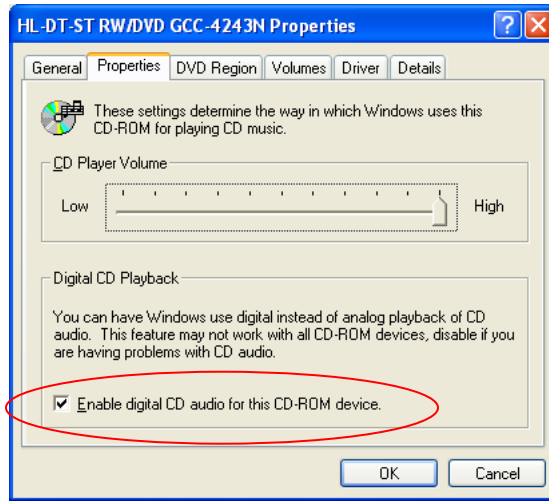 HL-DT-ST RW/DVD GCC-4243N Properties
General Properties DVD Region Volumes Driver Details
These settings determine the way in which Windows uses this
CD-ROM for playing CD music.
CD Player Volume
Low High
Digital CD Playback
You can have Windows use digital instead of analog playback of CD
audio. This feature may not work with all CD-ROM devices, disable if you
are having problems with CD audio.
Enable digital CD audio for this CD-ROM device.
OK Cancel